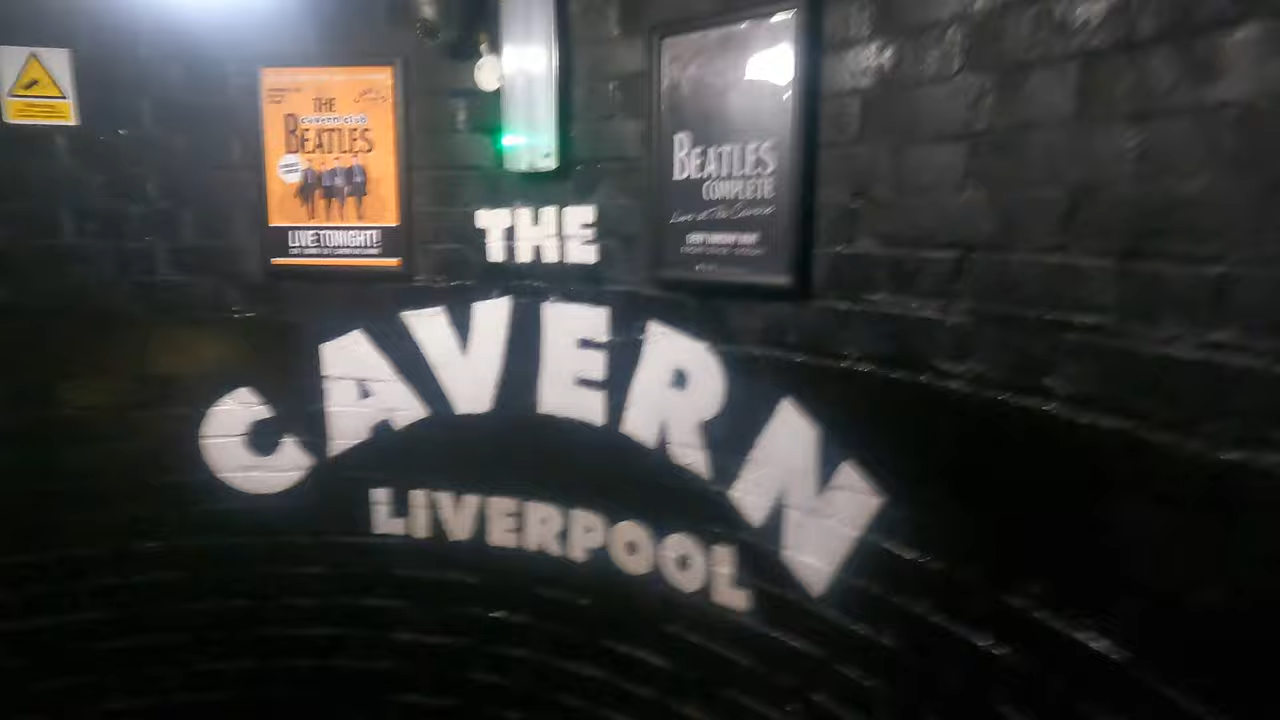 THE
cavern club
BEATLES
LIVE TONIGHT!
BEATLES
COMPLETE
Live at The Cavern
THE
CAVERN
LIVERPOOL